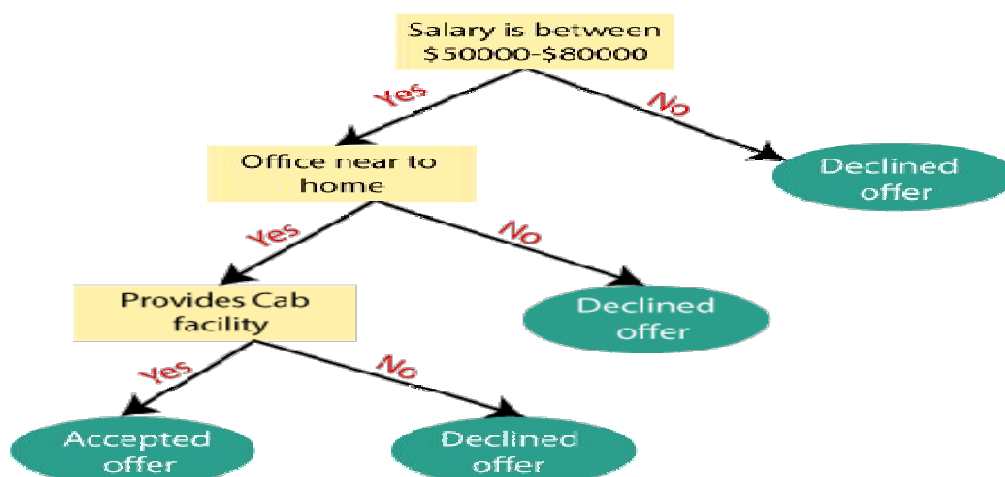 Salary is between
$50000-$80000
Yes
No
Office near to
home
Declined
offer
Yes
No
Provides Cab
facility
Declined
offer
Yes
No
Accepted
offer
Declined
offer